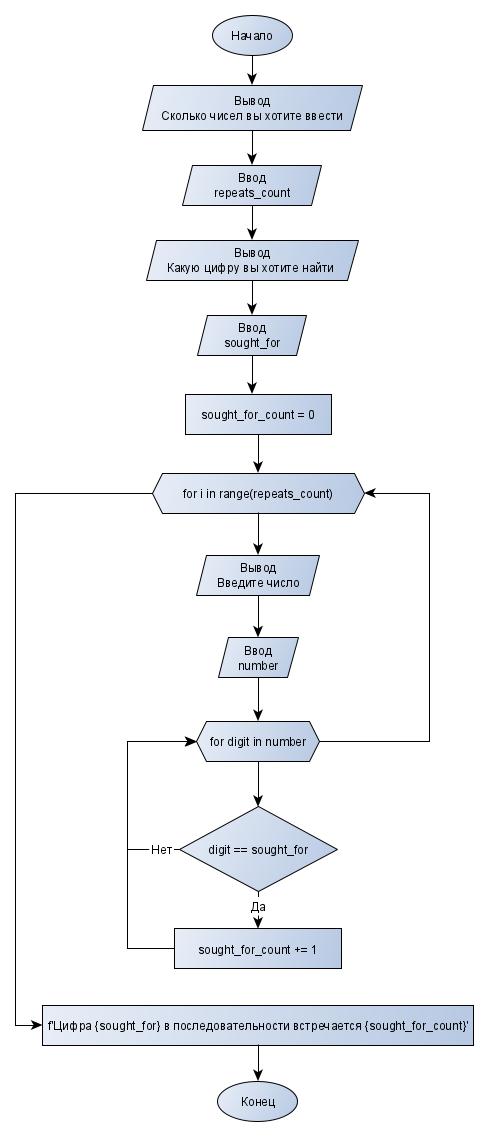 Начало
Вывод
Сколько чисел вы хотите ввести
Ввод
repeats_count
Вывод
Какую цифру вы хотите найти
Ввод
sought_for
sought_for_count = 0
for i in range(repeats_count)
Вывод
Введите число
Ввод
number
for digit in number
Нет
digit == sought_for
Да
sought_for_count += 1
f'Цифра {sought_for} в последовательности встречается {sought_for_count}'
Конец